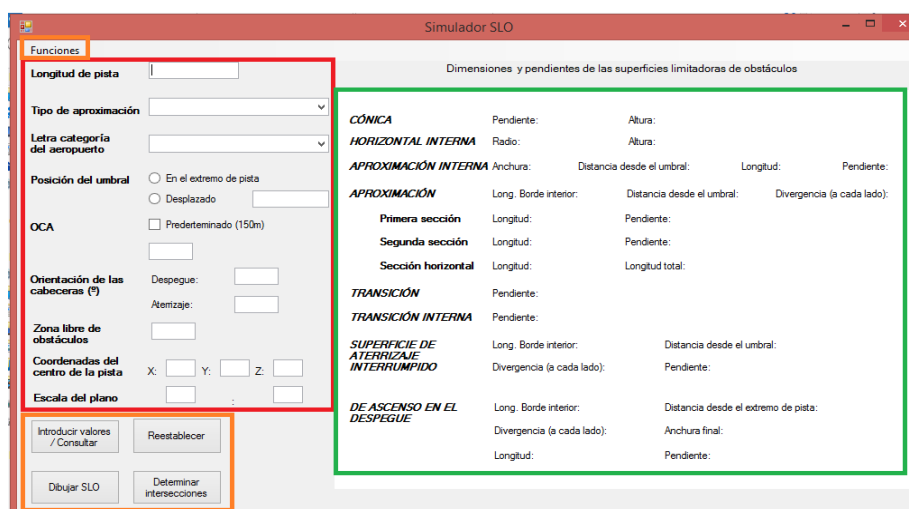 Simulador SLO
Funciones
Longitud de pista
Tipo de aproximación
Letra categoría
del aeropuerto
Posición del umbral
En el extremo de pista
Desplazado
OCA
Prederteminado (150m)
Orientación de las
cabeceras (º)
Despegue:
Aterrizaje:
Zona libre de
obstáculos
Coordenadas del
centro de la pista
X: Y: Z:
Escala del plano
:
Introducir valores
/ Consultar
Reestablecer
Dibujar SLO
Determinar
intersecciones
Dimensiones y pendientes de las superficies limitadoras de obstáculos
CÓNICA Pendiente: Altura:
HORIZONTAL INTERNA Radio: Altura:
APROXIMACIÓN INTERNA Anchura: Distancia desde el umbral: Longitud: Pendiente:
APROXIMACIÓN Long. Borde interior: Distancia desde el umbral: Divergencia (a cada lado):
Primera sección Longitud: Pendiente:
Segunda sección Longitud: Pendiente:
Sección horizontal Longitud: Longitud total:
TRANSICIÓN Pendiente:
TRANSICIÓN INTERNA Pendiente:
SUPERFICIE DE
ATERRIZAJE
INTERRUMPIDO
Long. Borde interior: Distancia desde el umbral:
Divergencia (a cada lado): Pendiente:
DE ASCENSO EN EL
DESPEGUE
Long. Borde interior: Distancia desde el extremo de pista:
Divergencia (a cada lado): Anchura final:
Longitud: Pendiente: